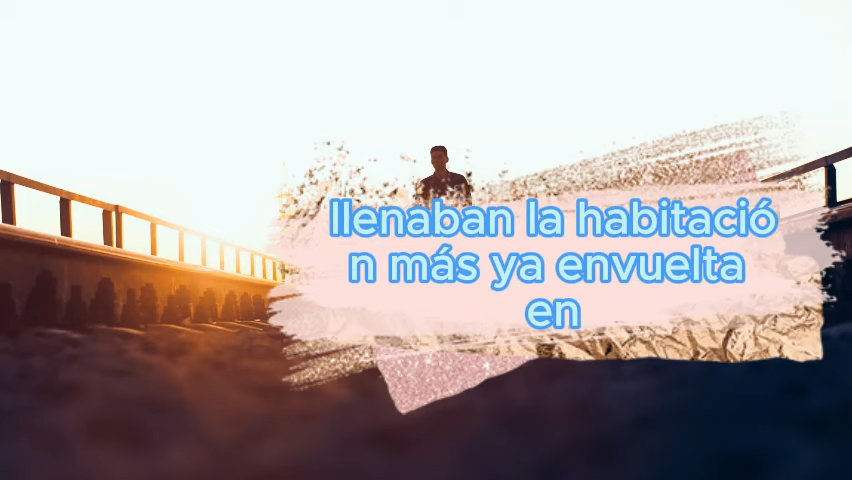 llenaban la habitació
n más ya envuelta
en